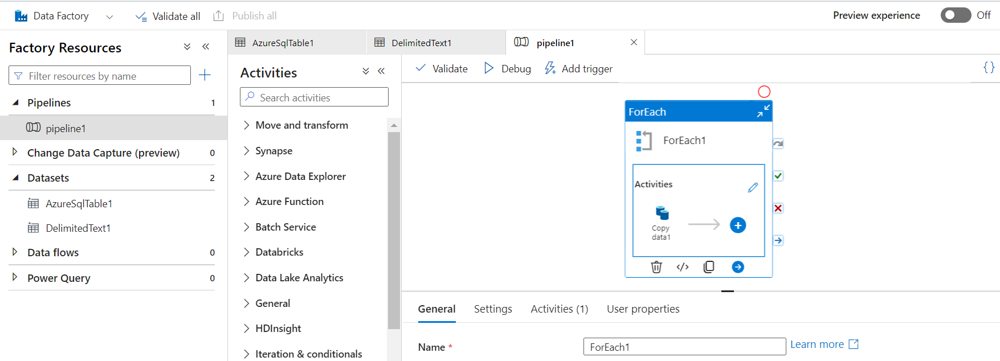 Data Factory
Validate all
Publish all
Preview experience
Off
Factory Resources
Filter resources by name
Pipelines 1
pipeline1
Change Data Capture (preview) 0
Datasets 2
AzureSqlTable1
DelimitedText1
Data flows 0
Power Query 0
AzureSqlTable1
DelimitedText1
pipeline1
Activities
Search activities
Move and transform
Synapse
Azure Data Explorer
Azure Function
Batch Service
Databricks
Data Lake Analytics
General
HDInsight
Iteration & conditionals
Validate
Debug
Add trigger
{}
ForEach
ForEach1
Activities
Copy
data1
</>
General
Settings
Activities (1)
User properties
Name *
ForEach1
Learn more